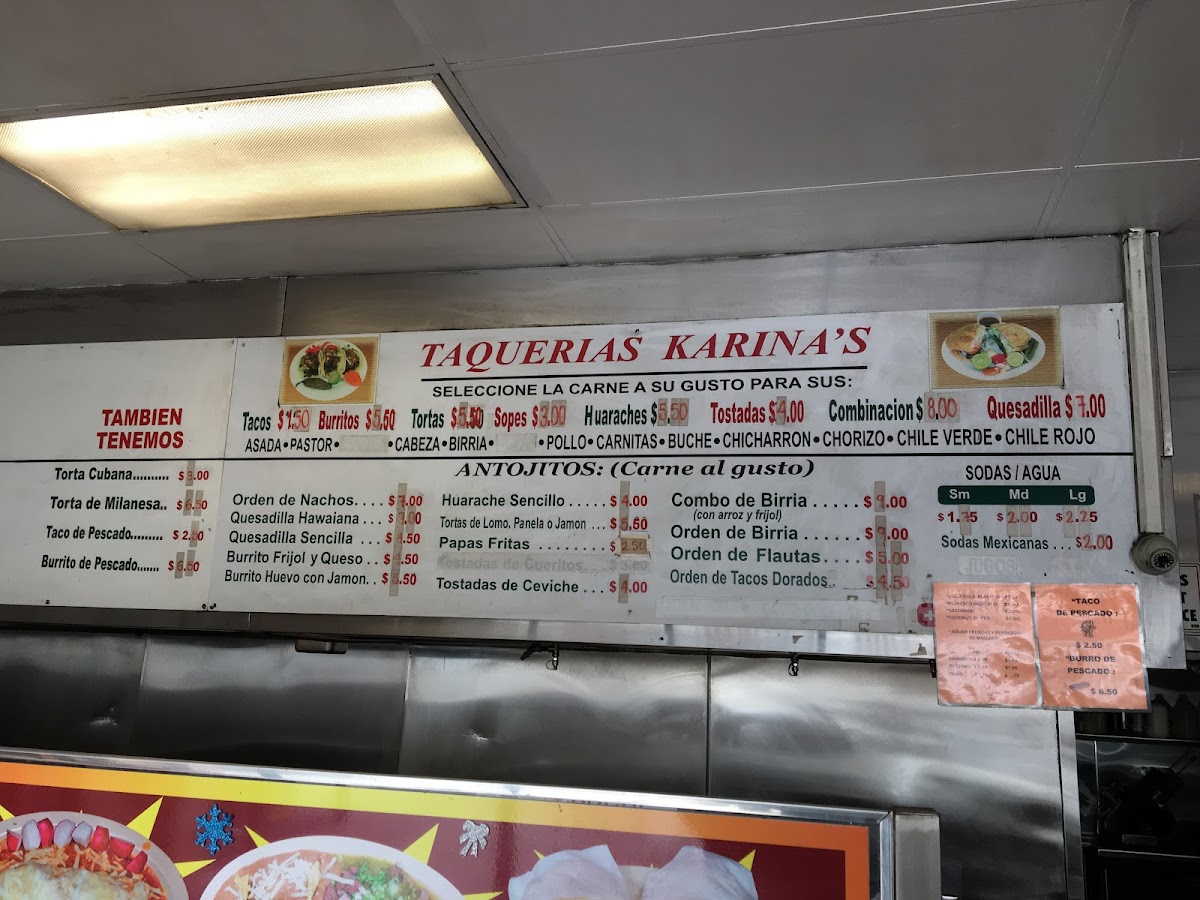 TAQUERIAS KARINA'S
SELECCIONE LA CARNE A SU GUSTO PARA SUS:
Tacos $1.50 Burritos $5.50 Tortas $5.50 Sopes $3.00 Huaraches $5.50 Tostadas $4.00 Combinacion $8.00 Quesadilla $7.00
ASADA•PASTOR• •CABEZA•BIRRIA• •POLLO•CARNITAS•BUCHE•CHICHARRON•CHORIZO•CHILE VERDE•CHILE ROJO
TAMBIEN
TENEMOS
Torta Cubana.......... $ .00
Torta de Milanesa.. $6.50
Taco de Pescado......... $2.50
Burrito de Pescado....... $6.50
ANTOJITOS: (Carne al gusto)
Orden de Nachos. . . . $7.00
Quesadilla Hawaiana . . . $ .00
Quesadilla Sencilla . . . $ .50
Burrito Frijol y Queso . . $ .50
Burrito Huevo con Jamon. . $ .50
Huarache Sencillo . . . . . $4.00
Tortas de Lomo, Panela o Jamon . . . $5.50
Papas Fritas . . . . . . . . $2.50
Tostadas de Cueritos. . .
Tostadas de Ceviche . . . $4.00
Combo de Birria . . . . . $9.00
(con arroz y frijol)
Orden de Birria . . . . . . $9.00
Orden de Flautas. . . . . $5.00
Orden de Tacos Dorados. $4.50
SODAS / AGUA
Sm Md Lg
$1.75 $2.00 $2.25
Sodas Mexicanas . . . $2.00
JUGOS
"TACO
DE PESCADO :
$ 2.50
"BURRO DE
PESCADO :
$ 6.50